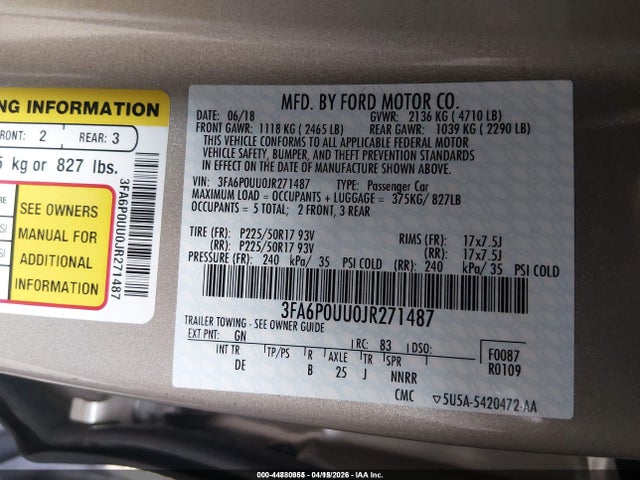 NG INFORMATION
FRONT: 2 REAR: 3
5 kg or 827 lbs.
SEE OWNERS
MANUAL FOR
ADDITIONAL
INFORMATION
3FA6P0UU0JR271487
MFD. BY FORD MOTOR CO.
DATE: 06/18 GVWR: 2136 KG ( 4710 LB)
FRONT GAWR: 1118 KG ( 2465 LB) REAR GAWR: 1039 KG ( 2290 LB)
THIS VEHICLE CONFORMS TO ALL APPLICABLE FEDERAL MOTOR
VEHICLE SAFETY, BUMPER, AND THEFT PREVENTION STANDARDS
IN EFFECT ON THE DATE OF MANUFACTURE SHOWN ABOVE.
VIN: 3FA6P0UU0JR271487 TYPE: Passenger Car
MAXIMUM LOAD = OCCUPANTS + LUGGAGE = 375KG/ 827LB
OCCUPANTS = 5 TOTAL; 2 FRONT, 3 REAR
TIRE (FR): P225/50R17 93V RIMS (FR): 17x7.5J
(RR): P225/50R17 93V (RR): 17x7.5J
PRESSURE (FR): 240 kPa/ 35 PSI COLD (RR): 240 kPa/ 35 PSI COLD
3FA6P0UU0JR271487
TRAILER TOWING - SEE OWNER GUIDE
EXT PNT: GN RC: 83 DSO: F0087
R0109
INT TR TP/PS R AXLE TR SPR
DE B 25 J NNRR
CMC 5U5A-5420472-AA
000-44880955 - 04/15/2026 - IAA Corp.